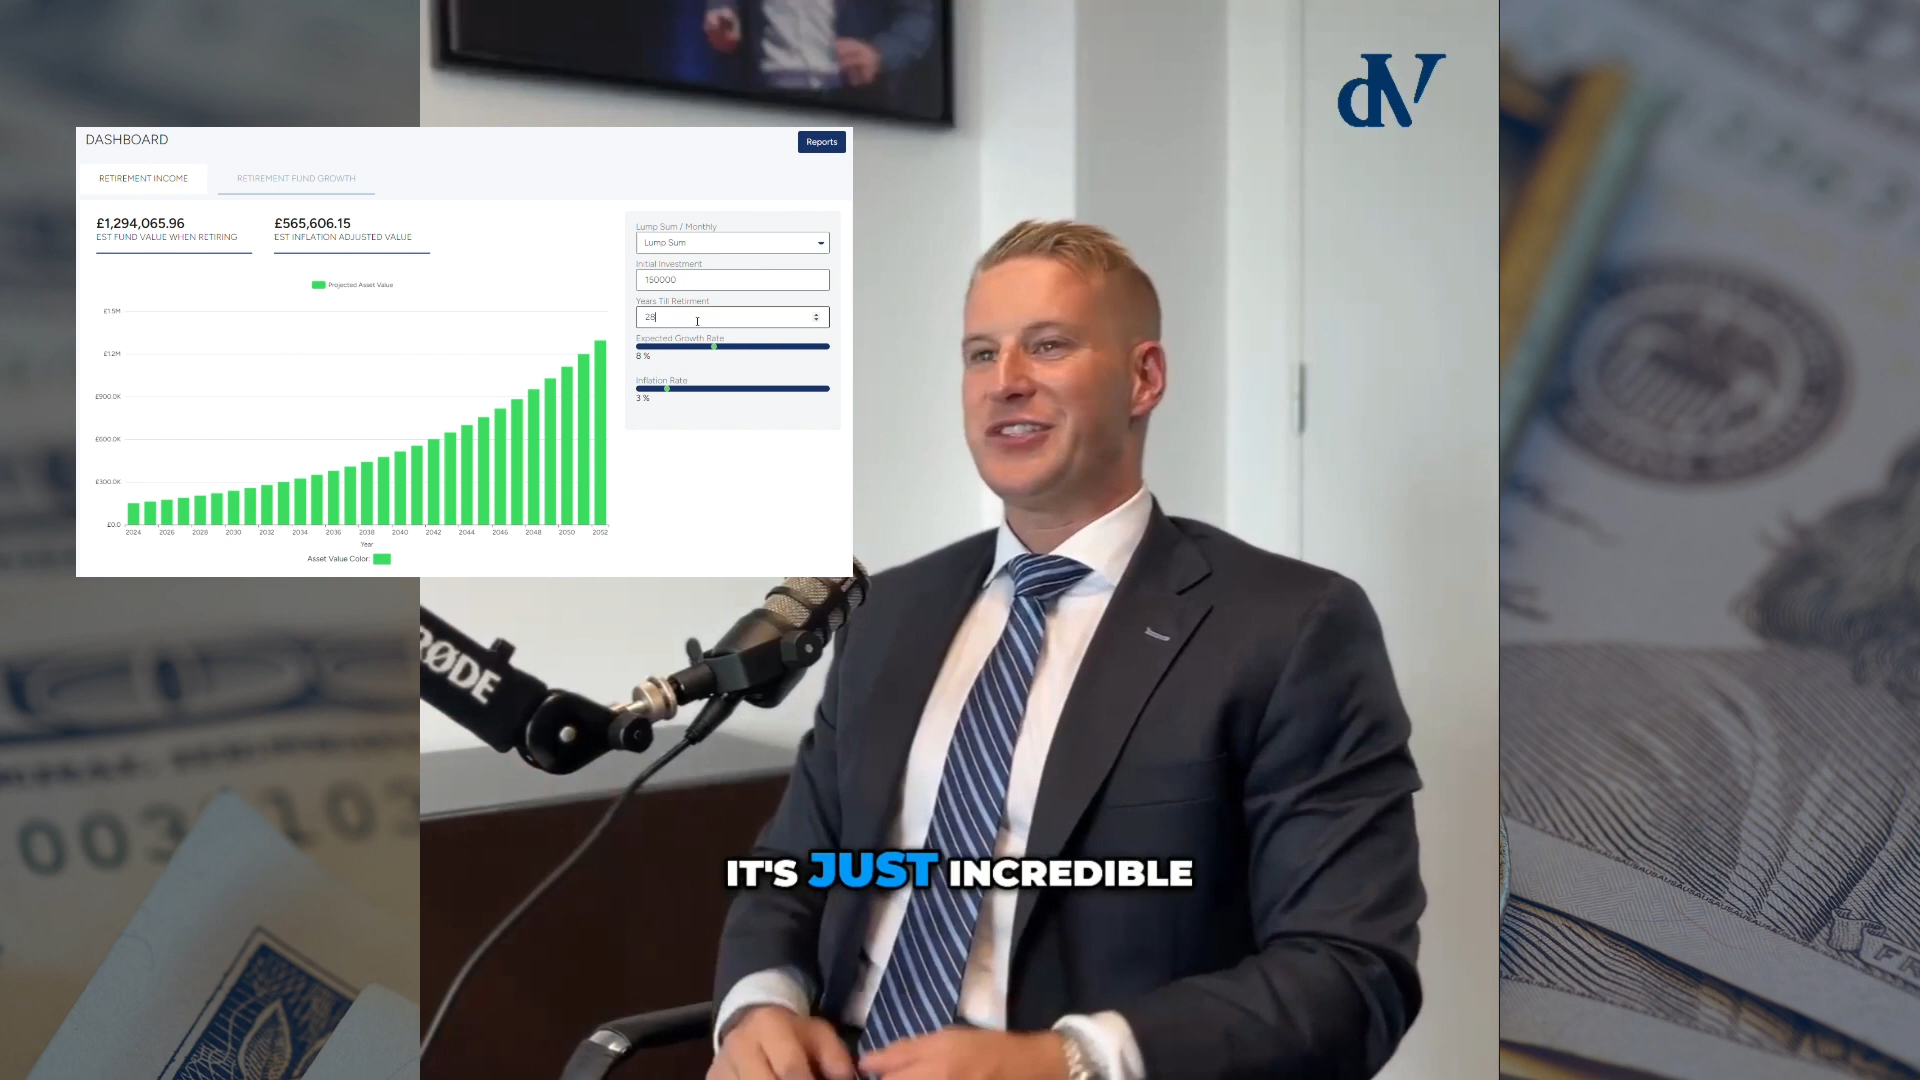 dV
DASHBOARD
Reports
RETIREMENT INCOME
RETIREMENT FUND GROWTH
£1,294,065.96
EST FUND VALUE WHEN RETIRING
£565,606.15
EST INFLATION ADJUSTED VALUE
Lump Sum / Monthly
Lump Sum
Initial Investment
150000
Years Till Retirment
28
Expected Growth Rate
8 %
Inflation Rate
3 %
Projected Asset Value
£1.5M
£1.2M
£900.0K
£600.0K
£300.0K
£0.0
2024 2026 2028 2030 2032 2034 2036 2038 2040 2042 2044 2046 2048 2050 2052
Year
Asset Value Color:
RØDE
IT'S JUST INCREDIBLE